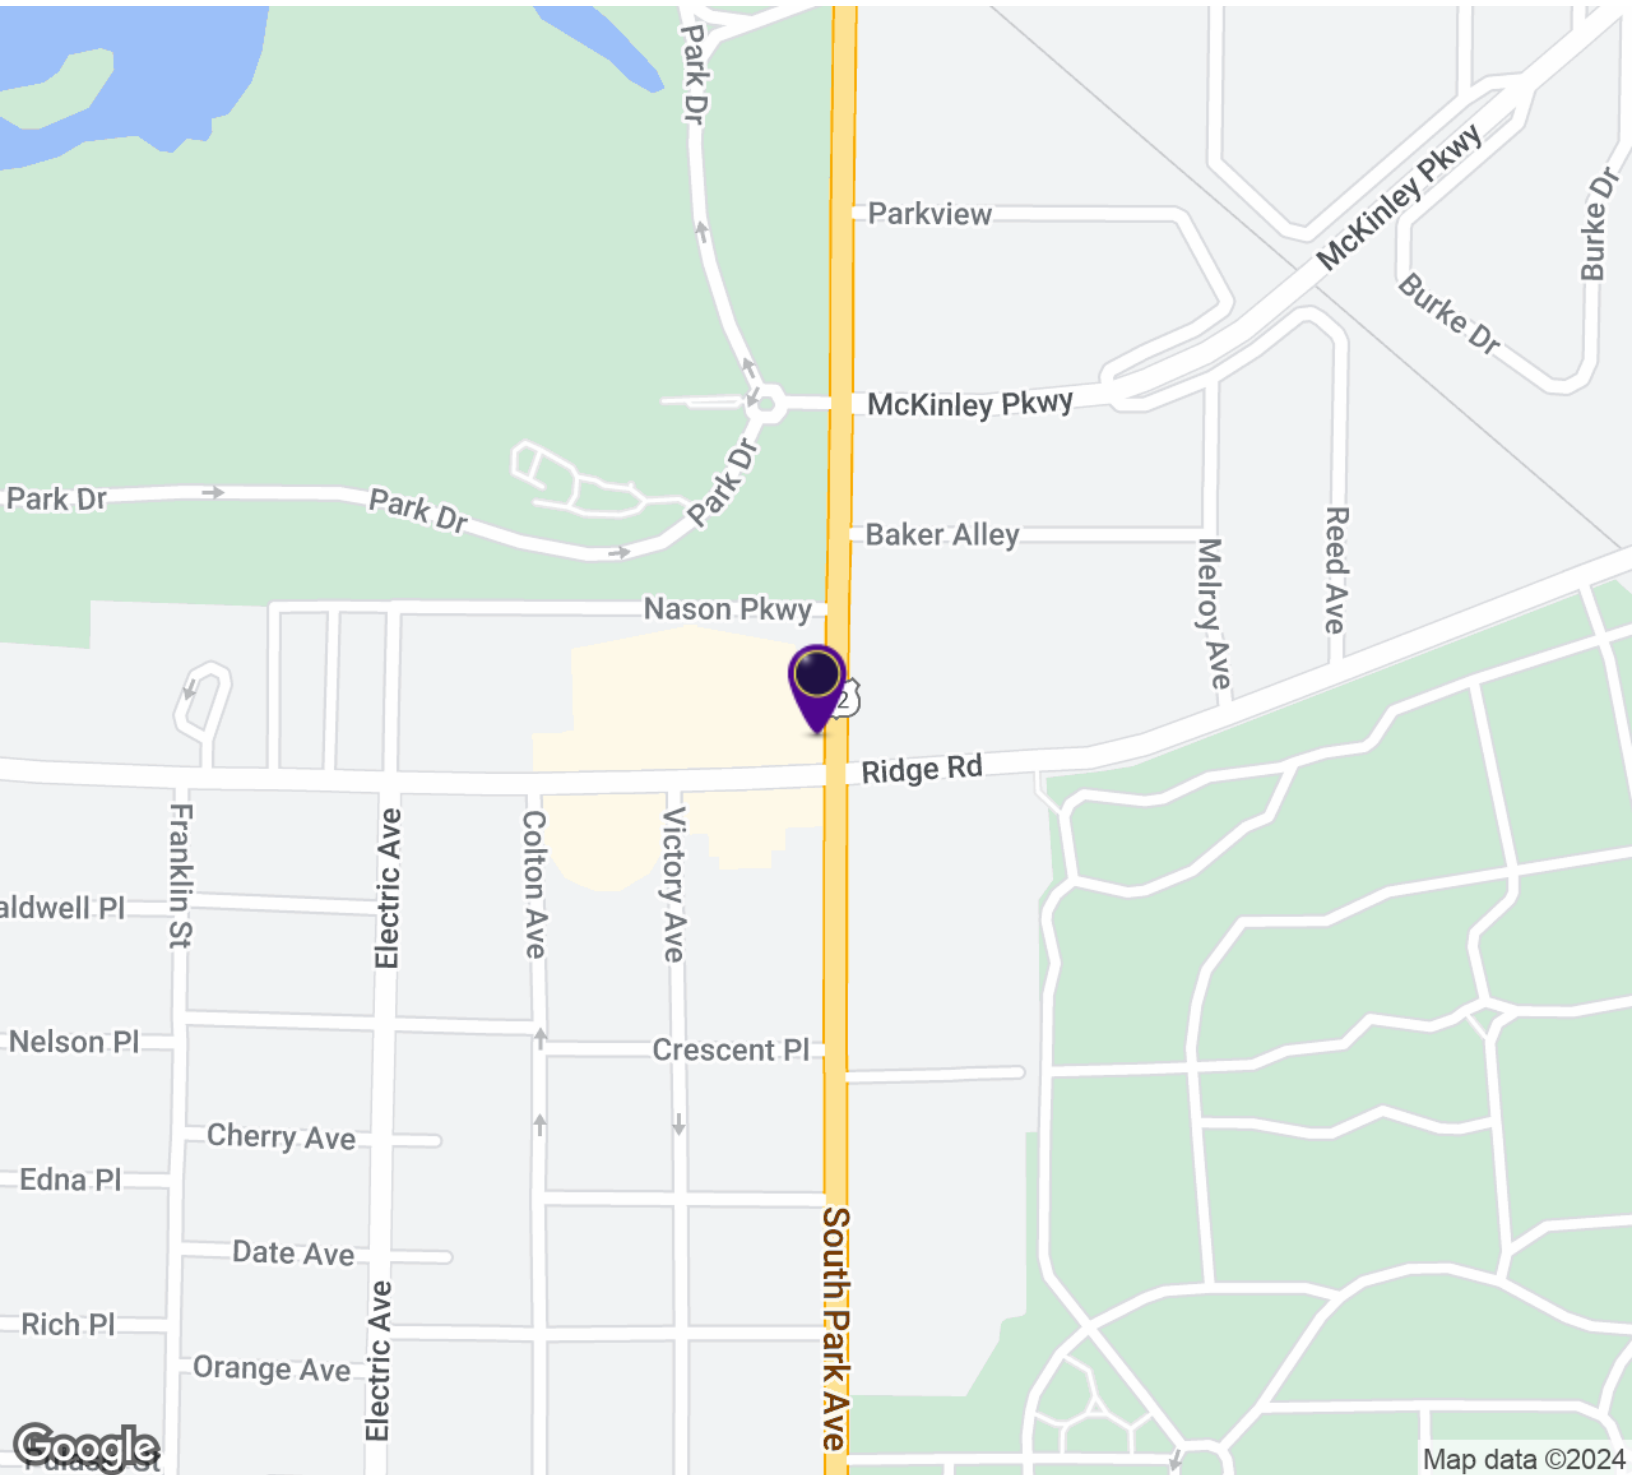 Park Dr
Parkview
McKinley Pkwy
Burke Dr
Burke Dr
McKinley Pkwy
Park Dr
Park Dr
Park Dr
Baker Alley
Melroy Ave
Reed Ave
Nason Pkwy
2
Ridge Rd
Franklin St
Electric Ave
Colton Ave
Victory Ave
aldwell Pl
Nelson Pl
Crescent Pl
Cherry Ave
Edna Pl
Date Ave
South Park Ave
Rich Pl
Electric Ave
Orange Ave
Google
St
Map data ©2024